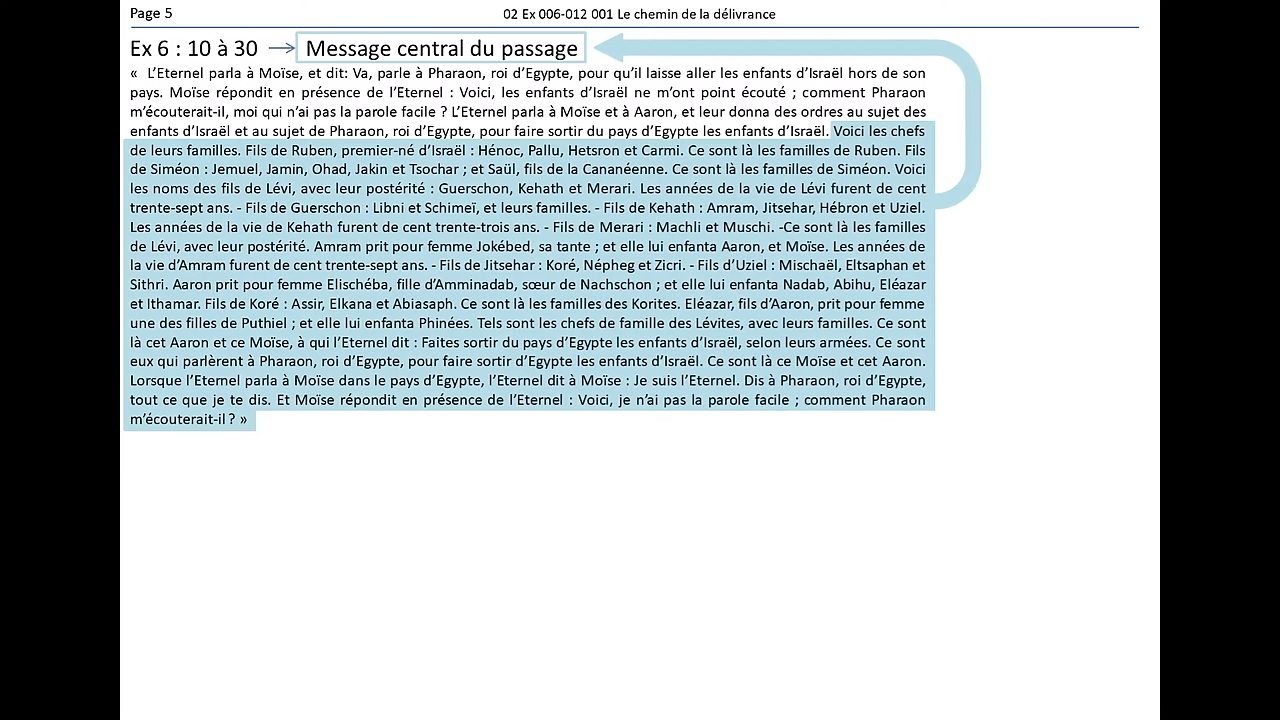 Page 5
02 Ex 006-012 001 Le chemin de la délivrance
Ex 6 : 10 à 30 → Message central du passage
«  L’Eternel parla à Moïse, et dit: Va, parle à Pharaon, roi d’Egypte, pour qu’il laisse aller les enfants d’Israël hors de son
pays. Moïse répondit en présence de l’Eternel : Voici, les enfants d’Israël ne m’ont point écouté ; comment Pharaon
m’écouterait-il, moi qui n’ai pas la parole facile ? L’Eternel parla à Moïse et à Aaron, et leur donna des ordres au sujet des
enfants d’Israël et au sujet de Pharaon, roi d’Egypte, pour faire sortir du pays d’Egypte les enfants d’Israël. Voici les chefs
de leurs familles. Fils de Ruben, premier-né d’Israël : Hénoc, Pallu, Hetsron et Carmi. Ce sont là les familles de Ruben. Fils
de Siméon : Jemuel, Jamin, Ohad, Jakin et Tsochar ; et Saül, fils de la Cananéenne. Ce sont là les familles de Siméon. Voici
les noms des fils de Lévi, avec leur postérité : Guerschon, Kehath et Merari. Les années de la vie de Lévi furent de cent
trente-sept ans. - Fils de Guerschon : Libni et Schimeï, et leurs familles. - Fils de Kehath : Amram, Jitsehar, Hébron et Uziel.
Les années de la vie de Kehath furent de cent trente-trois ans. - Fils de Merari : Machli et Muschi. -Ce sont là les familles
de Lévi, avec leur postérité. Amram prit pour femme Jokébed, sa tante ; et elle lui enfanta Aaron, et Moïse. Les années de
la vie d’Amram furent de cent trente-sept ans. - Fils de Jitsehar : Koré, Népheg et Zicri. - Fils d’Uziel : Mischaël, Eltsaphan et
Sithri. Aaron prit pour femme Elischéba, fille d’Amminadab, sœur de Nachschon ; et elle lui enfanta Nadab, Abihu, Eléazar
et Ithamar. Fils de Koré : Assir, Elkana et Abiasaph. Ce sont là les familles des Korites. Eléazar, fils d’Aaron, prit pour femme
une des filles de Puthiel ; et elle lui enfanta Phinées. Tels sont les chefs de famille des Lévites, avec leurs familles. Ce sont
là cet Aaron et ce Moïse, à qui l’Eternel dit : Faites sortir du pays d’Egypte les enfants d’Israël, selon leurs armées. Ce sont
eux qui parlèrent à Pharaon, roi d’Egypte, pour faire sortir d’Egypte les enfants d’Israël. Ce sont là ce Moïse et cet Aaron.
Lorsque l’Eternel parla à Moïse dans le pays d’Egypte, l’Eternel dit à Moïse : Je suis l’Eternel. Dis à Pharaon, roi d’Egypte,
tout ce que je te dis. Et Moïse répondit en présence de l’Eternel : Voici, je n’ai pas la parole facile ; comment Pharaon
m’écouterait-il ? »